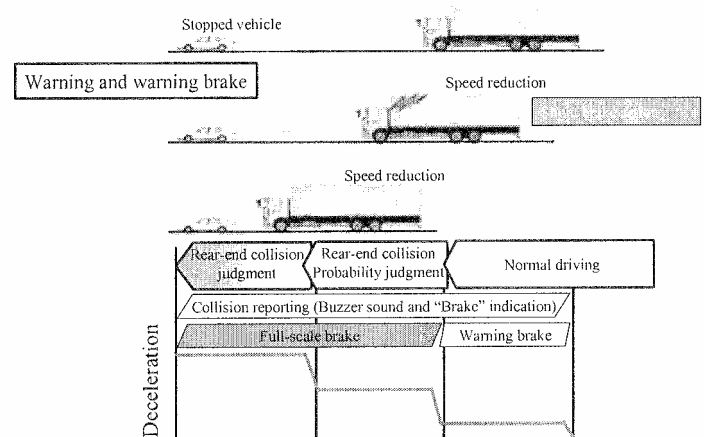 Stopped vehicle
Warning and warning brake
Speed reduction
Speed reduction
Rear-end collision
judgment
Rear-end collision
Probability judgment
Normal driving
Collision reporting (Buzzer sound and “Brake” indication)
Full-scale brake
Warning brake
Deceleration